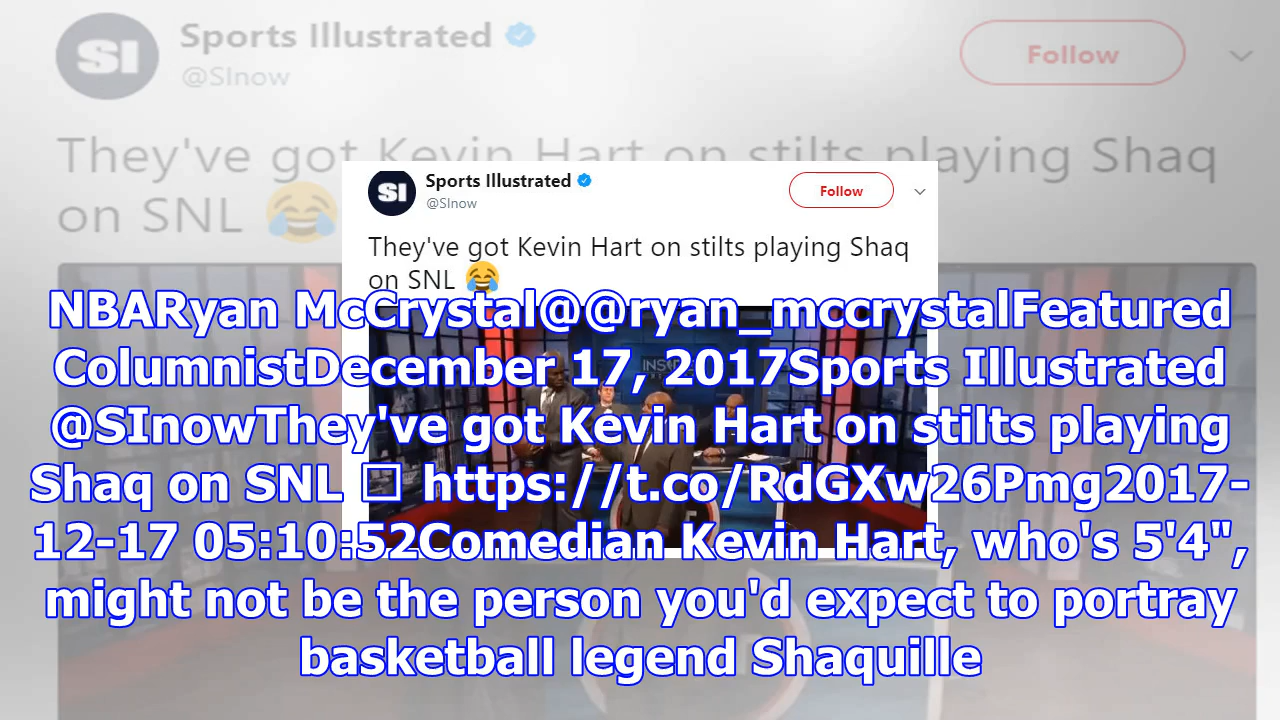 SI
Sports Illustrated
@SInow
Follow
They've got Kevin Hart on stilts playing Shaq
on SNL 😂
SI
Sports Illustrated
@SInow
Follow
They've got Kevin Hart on stilts playing Shaq
on SNL 😂
INSIDE
NBARyan McCrystal@@ryan_mccrystalFeatured
ColumnistDecember 17, 2017Sports Illustrated
@SInowThey've got Kevin Hart on stilts playing
Shaq on SNL □ https://t.co/RdGXw26Pmg2017-
12-17 05:10:52Comedian Kevin Hart, who's 5'4",
might not be the person you'd expect to portray
basketball legend Shaquille